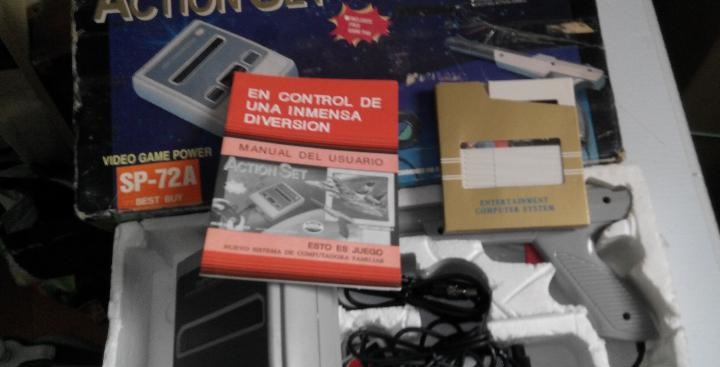 ACTION SET
INCLUDES
VIDEO GAME POWER
SP-72A
BEST BUY
EN CONTROL DE
UNA INMENSA
DIVERSION
MANUAL DEL USUARIO
ACTION SET
ESTO ES JUEGO
NUEVO SISTEMA DE COMPUTADORA FAMILIAR
ENTERTAINMENT
COMPUTER SYSTEM